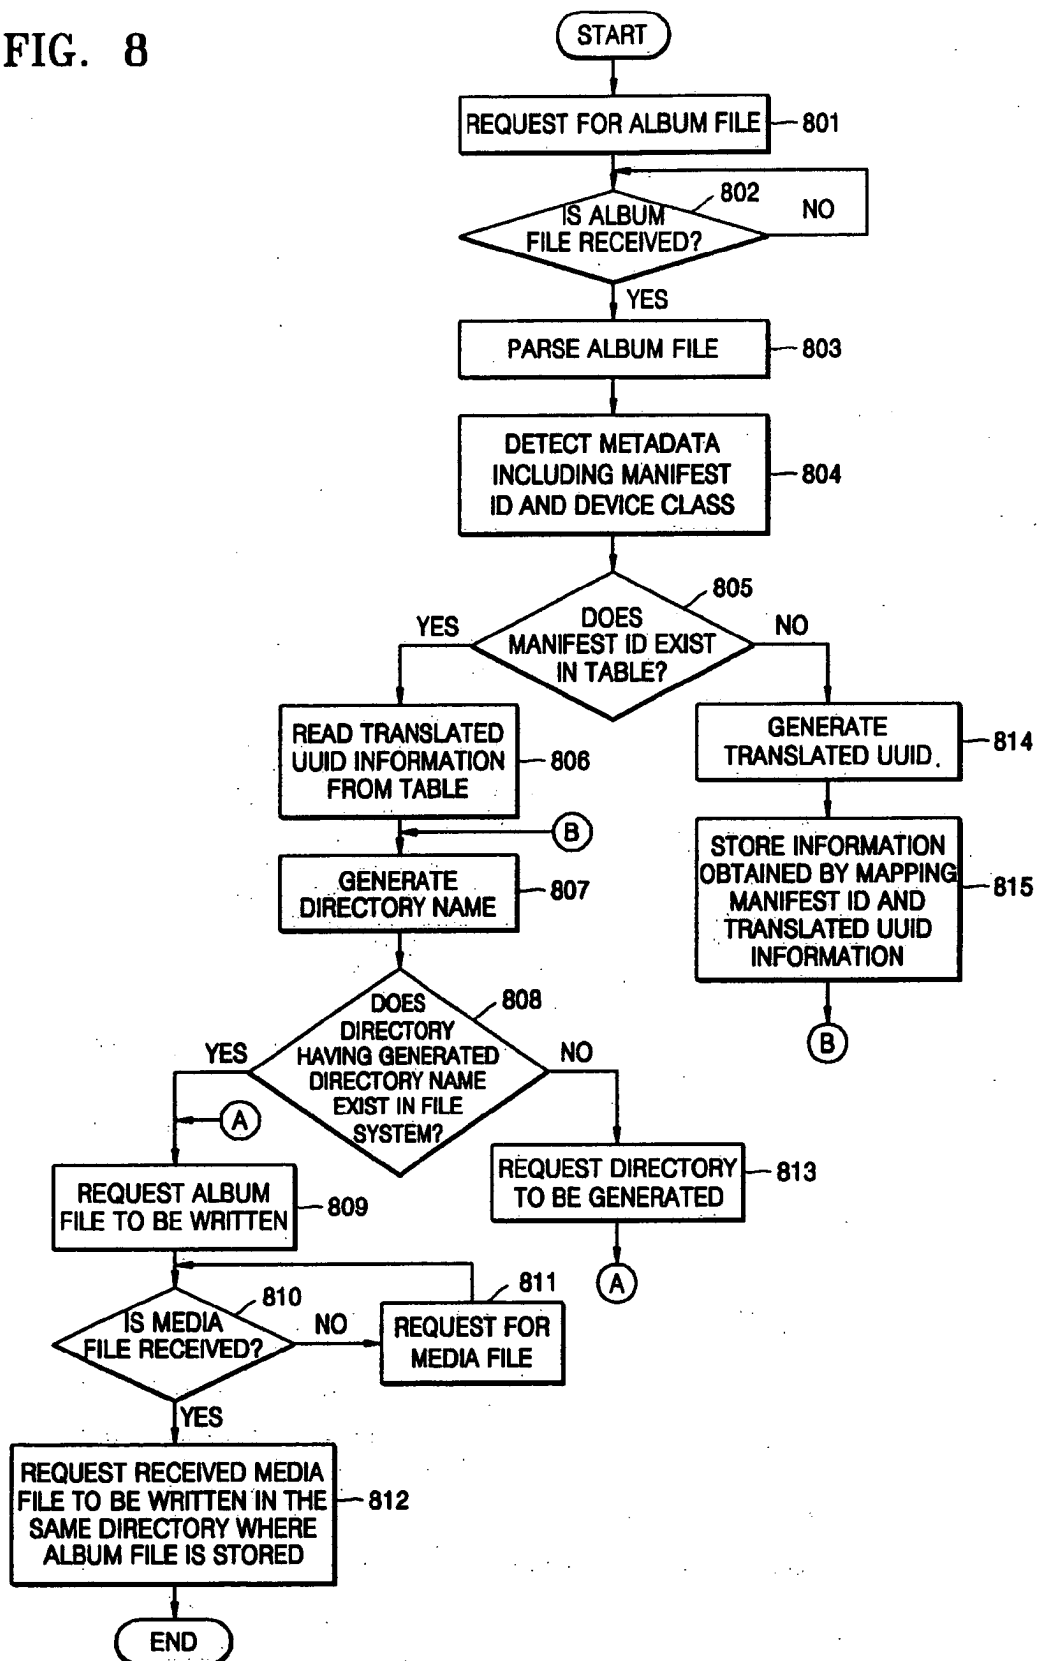 FIG. 8
START
REQUEST FOR ALBUM FILE
801
802
IS ALBUM
FILE RECEIVED?
NO
YES
PARSE ALBUM FILE
803
DETECT METADATA
INCLUDING MANIFEST
ID AND DEVICE CLASS
804
805
DOES
MANIFEST ID EXIST
IN TABLE?
YES
NO
READ TRANSLATED
UUID INFORMATION
FROM TABLE
806
GENERATE
TRANSLATED UUID
814
B
GENERATE
DIRECTORY NAME
807
STORE INFORMATION
OBTAINED BY MAPPING
MANIFEST ID AND
TRANSLATED UUID
INFORMATION
815
B
808
DOES
DIRECTORY
HAVING GENERATED
DIRECTORY NAME
EXIST IN FILE
SYSTEM?
YES
NO
A
REQUEST ALBUM
FILE TO BE WRITTEN
809
REQUEST DIRECTORY
TO BE GENERATED
813
A
810
IS MEDIA
FILE RECEIVED?
NO
811
REQUEST FOR
MEDIA FILE
YES
REQUEST RECEIVED MEDIA
FILE TO BE WRITTEN IN THE
SAME DIRECTORY WHERE
ALBUM FILE IS STORED
812
END